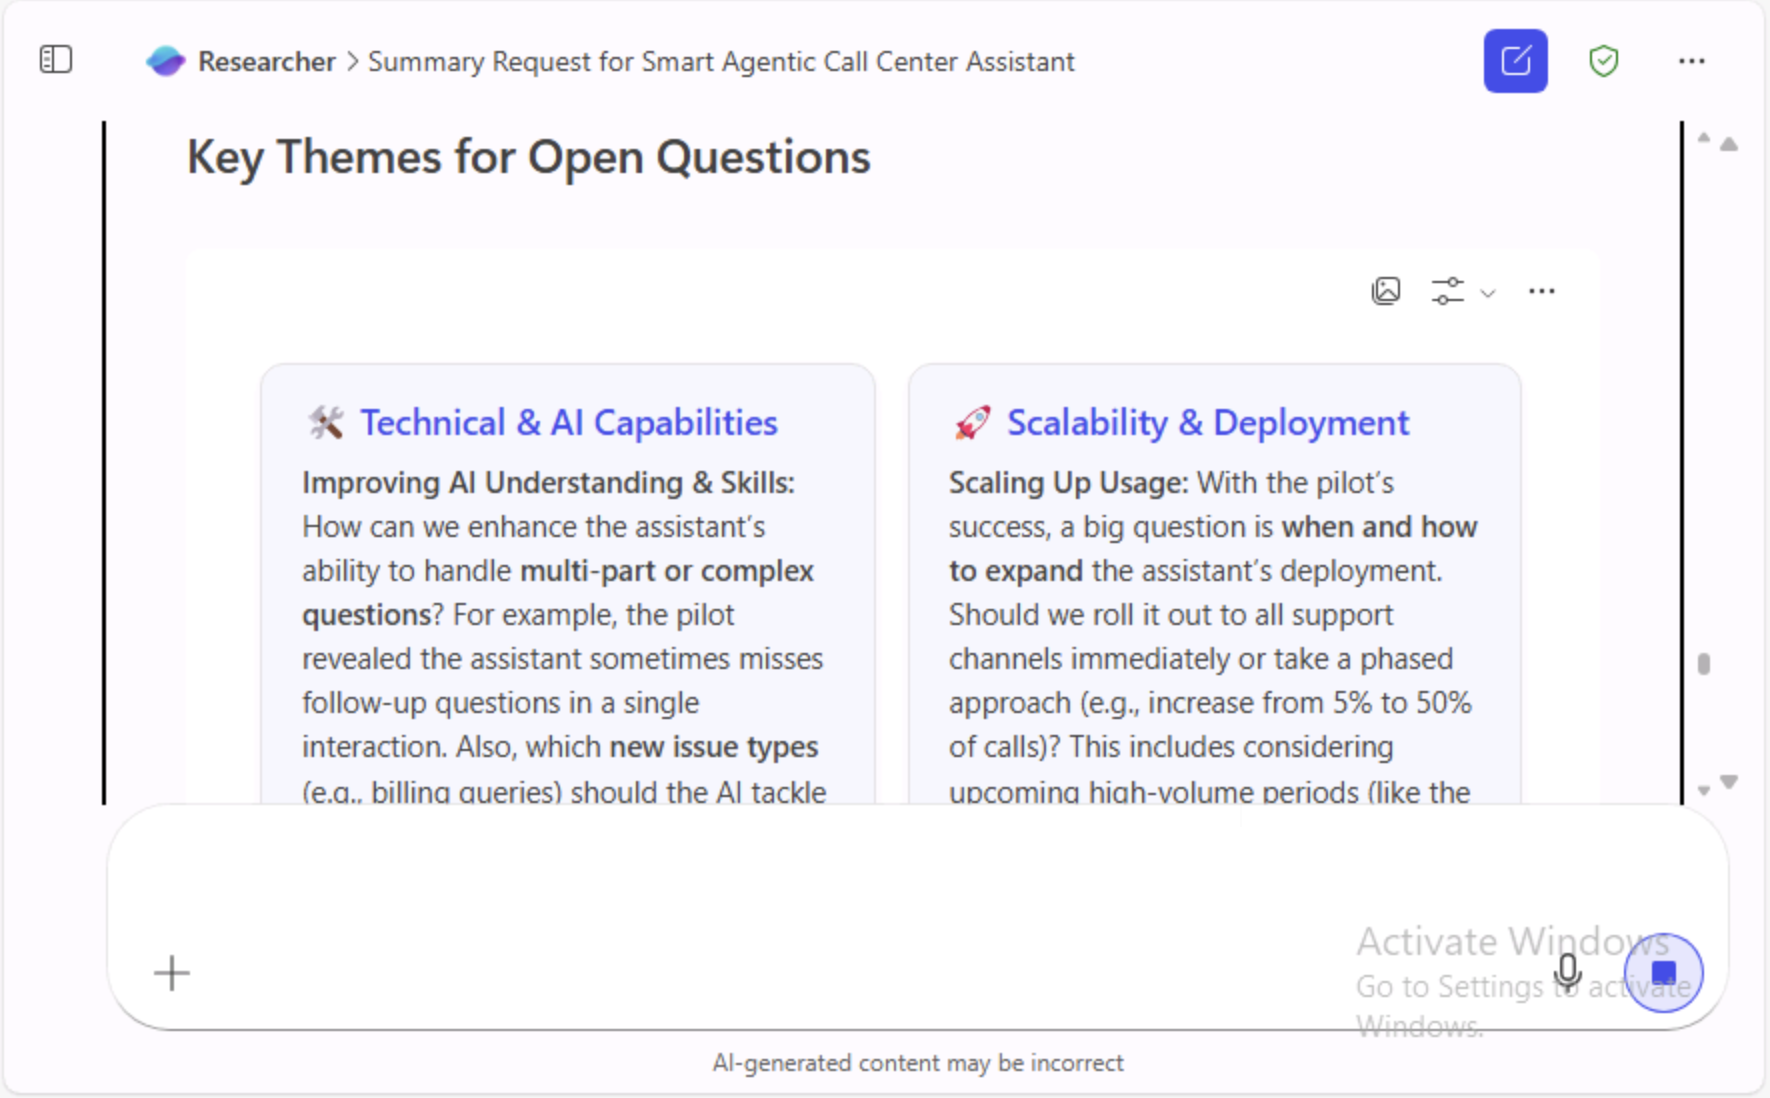 Researcher > Summary Request for Smart Agentic Call Center Assistant
Key Themes for Open Questions
🛠️ Technical & AI Capabilities
Improving AI Understanding & Skills:
How can we enhance the assistant’s
ability to handle multi-part or complex
questions? For example, the pilot
revealed the assistant sometimes misses
follow-up questions in a single
interaction. Also, which new issue types
(e.g., billing queries) should the AI tackle
🚀 Scalability & Deployment
Scaling Up Usage: With the pilot’s
success, a big question is when and how
to expand the assistant’s deployment.
Should we roll it out to all support
channels immediately or take a phased
approach (e.g., increase from 5% to 50%
of calls)? This includes considering
upcoming high-volume periods (like the
Activate Windows
Go to Settings to activate
Windows.
AI-generated content may be incorrect